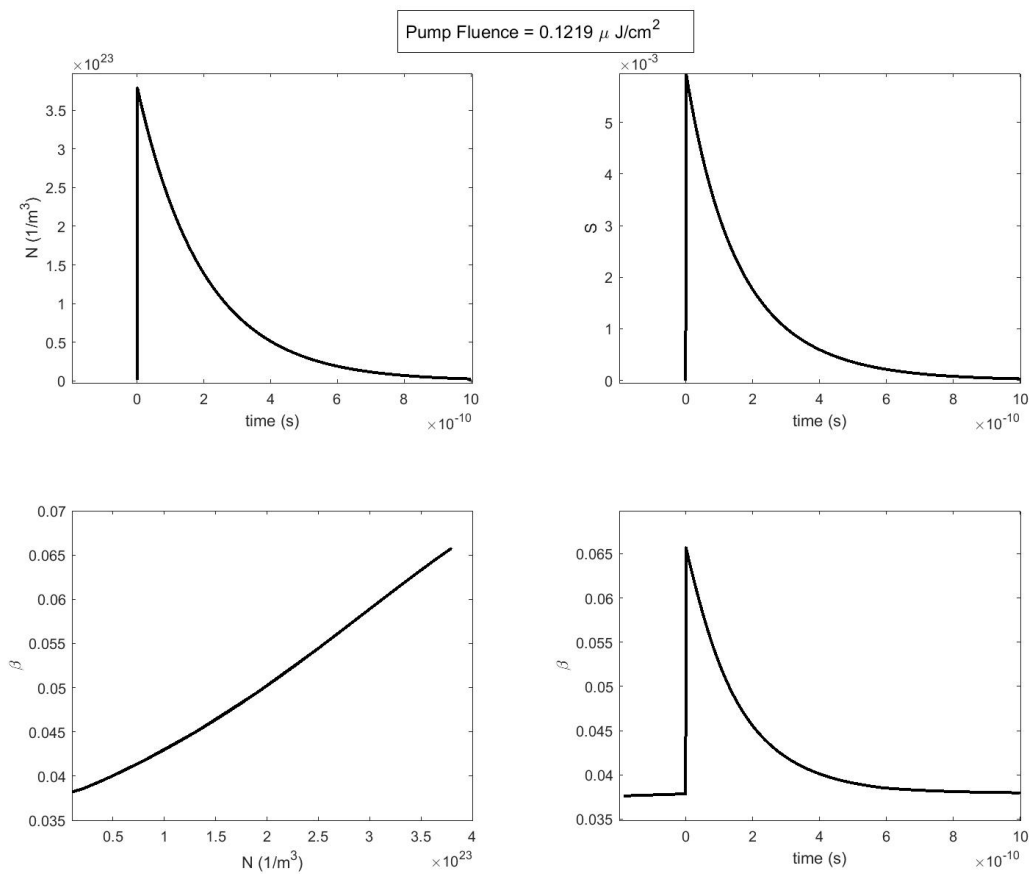 Pump Fluence = 0.1219 μ J/cm²
×10²³
3.5
3
2.5
2
1.5
1
0.5
0
N (1/m³)
0 2 4 6 8 10
time (s)
×10⁻¹⁰
×10⁻³
5
4
3
2
1
0
S
0 2 4 6 8 10
time (s)
×10⁻¹⁰
0.07
0.065
0.06
0.055
0.05
0.045
0.04
0.035
β
0.5 1 1.5 2 2.5 3 3.5 4
N (1/m³)
×10²³
0.065
0.06
0.055
0.05
0.045
0.04
0.035
β
0 2 4 6 8 10
time (s)
×10⁻¹⁰